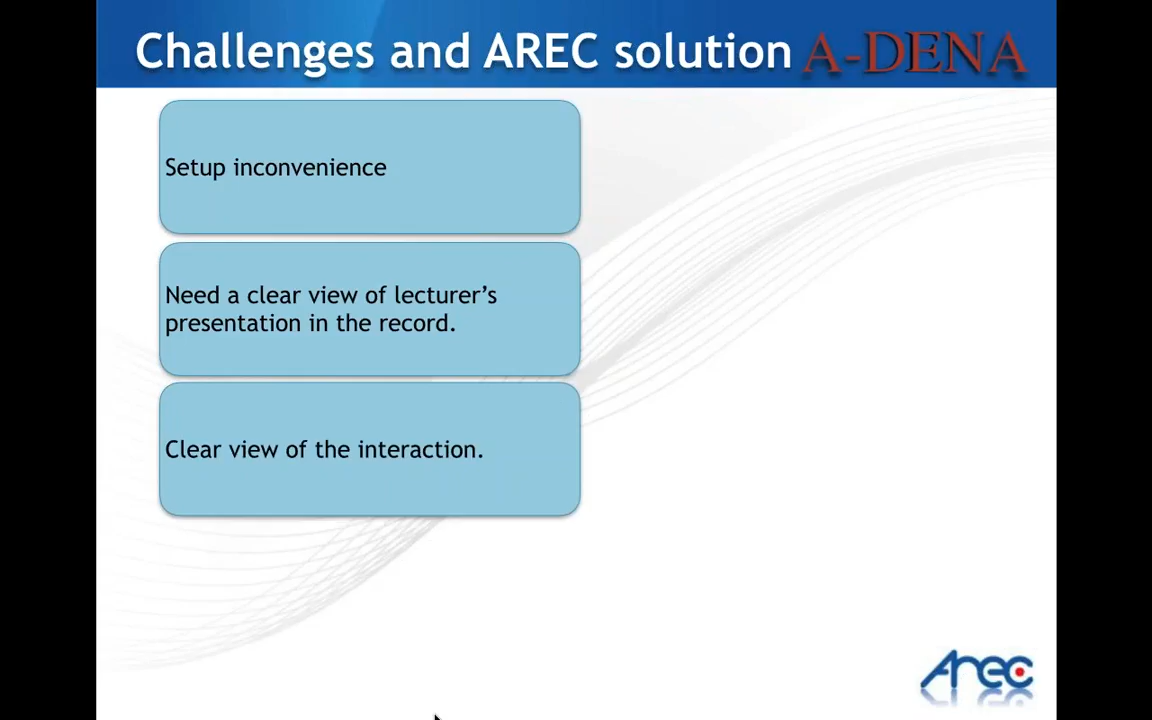 Challenges and AREC solution A-DENA
Setup inconvenience
Need a clear view of lecturer’s
presentation in the record.
Clear view of the interaction.
Arec